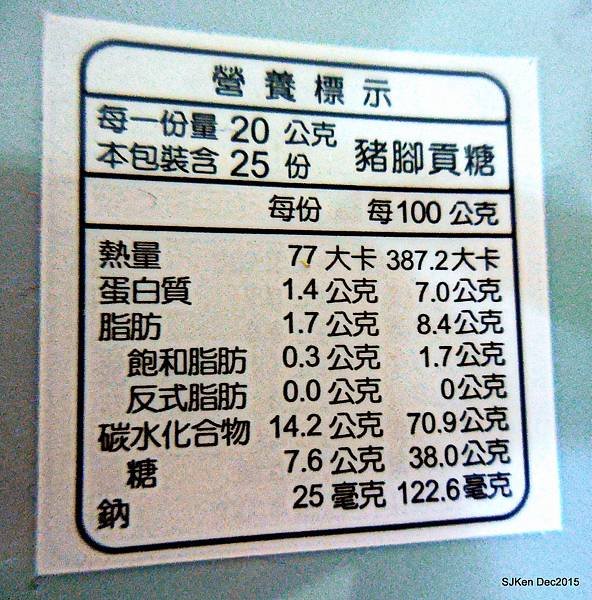 營養標示
每一份量 20 公克
本包裝含 25 份
豬腳貢糖
每份 每100公克
熱量 77 大卡 387.2大卡
蛋白質 1.4 公克 7.0公克
脂肪 1.7 公克 8.4公克
飽和脂肪 0.3 公克 1.7公克
反式脂肪 0.0 公克 0公克
碳水化合物 14.2 公克 70.9公克
糖 7.6 公克 38.0公克
鈉 25 毫克 122.6毫克
SJKen Dec2015